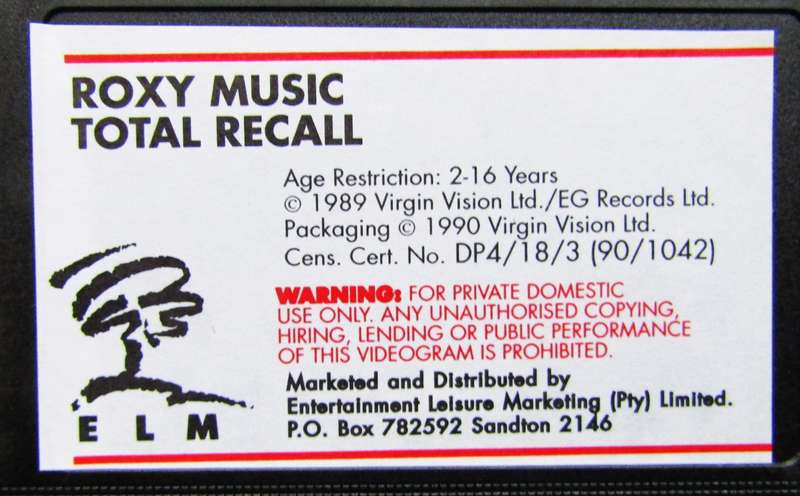 ROXY MUSIC
TOTAL RECALL
Age Restriction: 2-16 Years
© 1989 Virgin Vision Ltd./EG Records Ltd.
Packaging © 1990 Virgin Vision Ltd.
Cens. Cert. No. DP4/18/3 (90/1042)
WARNING: FOR PRIVATE DOMESTIC
USE ONLY. ANY UNAUTHORISED COPYING,
HIRING, LENDING OR PUBLIC PERFORMANCE
OF THIS VIDEOGRAM IS PROHIBITED.
Marketed and Distributed by
Entertainment Leisure Marketing (Pty) Limited.
P.O. Box 782592 Sandton 2146
E L M